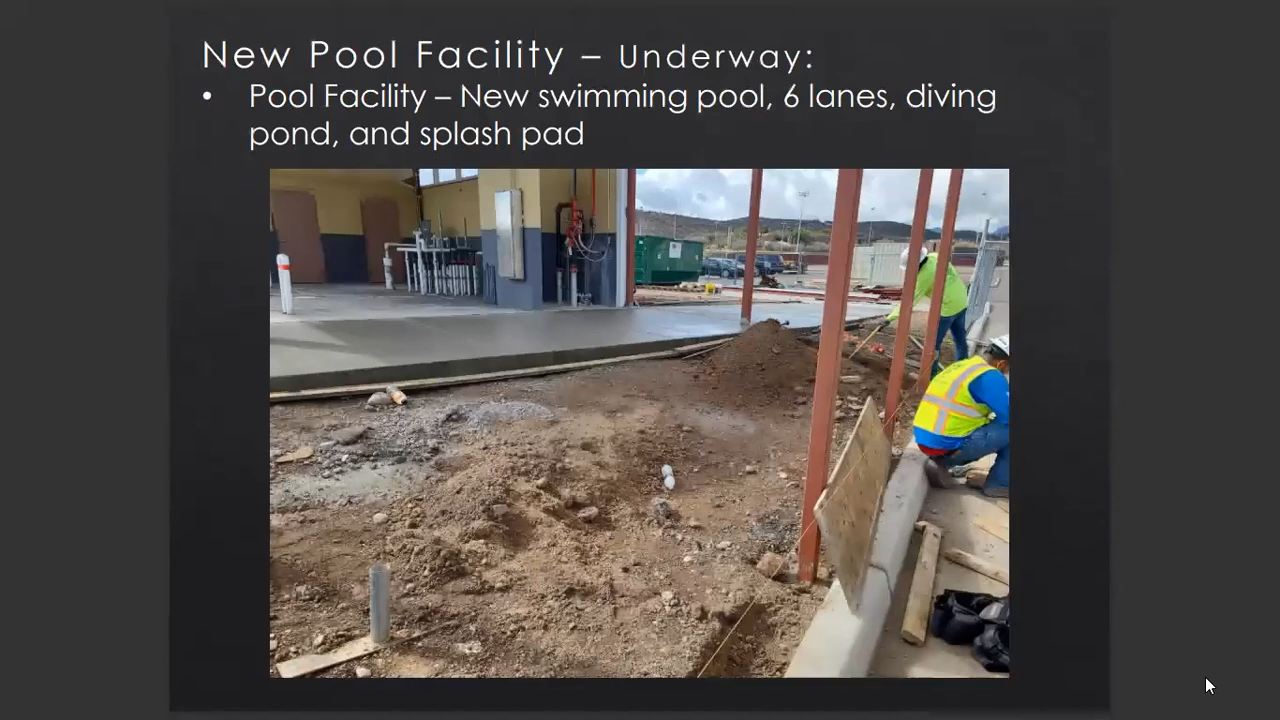 New Pool Facility – Underway:
• Pool Facility – New swimming pool, 6 lanes, diving
pond, and splash pad